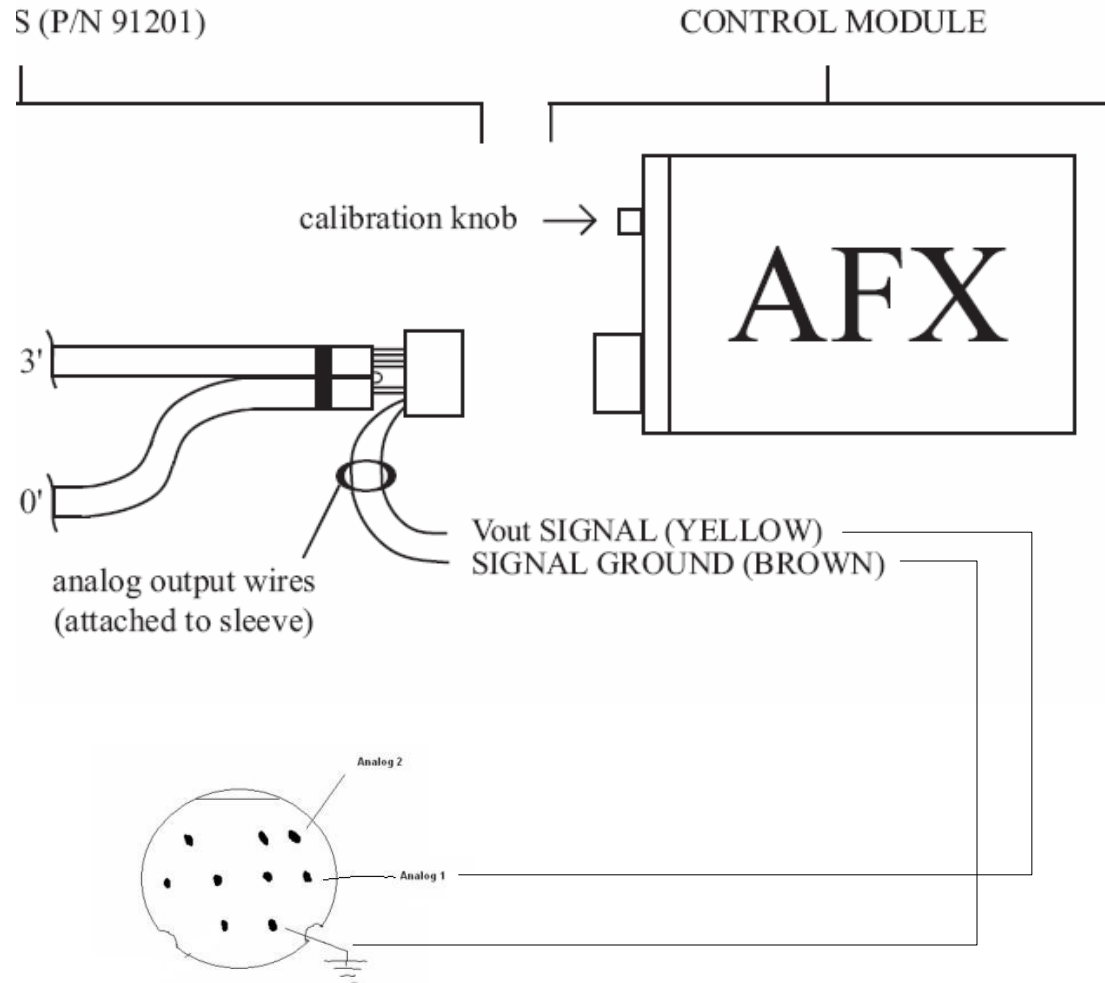 S (P/N 91201)
CONTROL MODULE
calibration knob
AFX
3'
0'
Vout SIGNAL (YELLOW)
SIGNAL GROUND (BROWN)
analog output wires
(attached to sleeve)
Analog 2
Analog 1